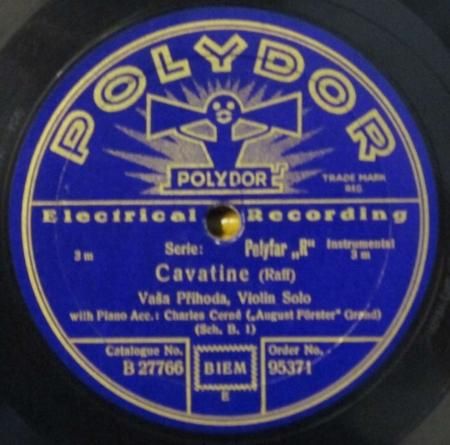 POLYDOR
POLYDOR
TRADE MARK
REG
Electrical Recording
Serie: Polyfar „R“
3 m
Instrumental
3 m
Cavatine (Raff)
Vaša Přihoda, Violin Solo
with Piano Acc.: Charles Cerné („August Förster“ Grand)
(Sch. B. 1)
Catalogue No.
B 27766
BIEM
E
Order No.
95371